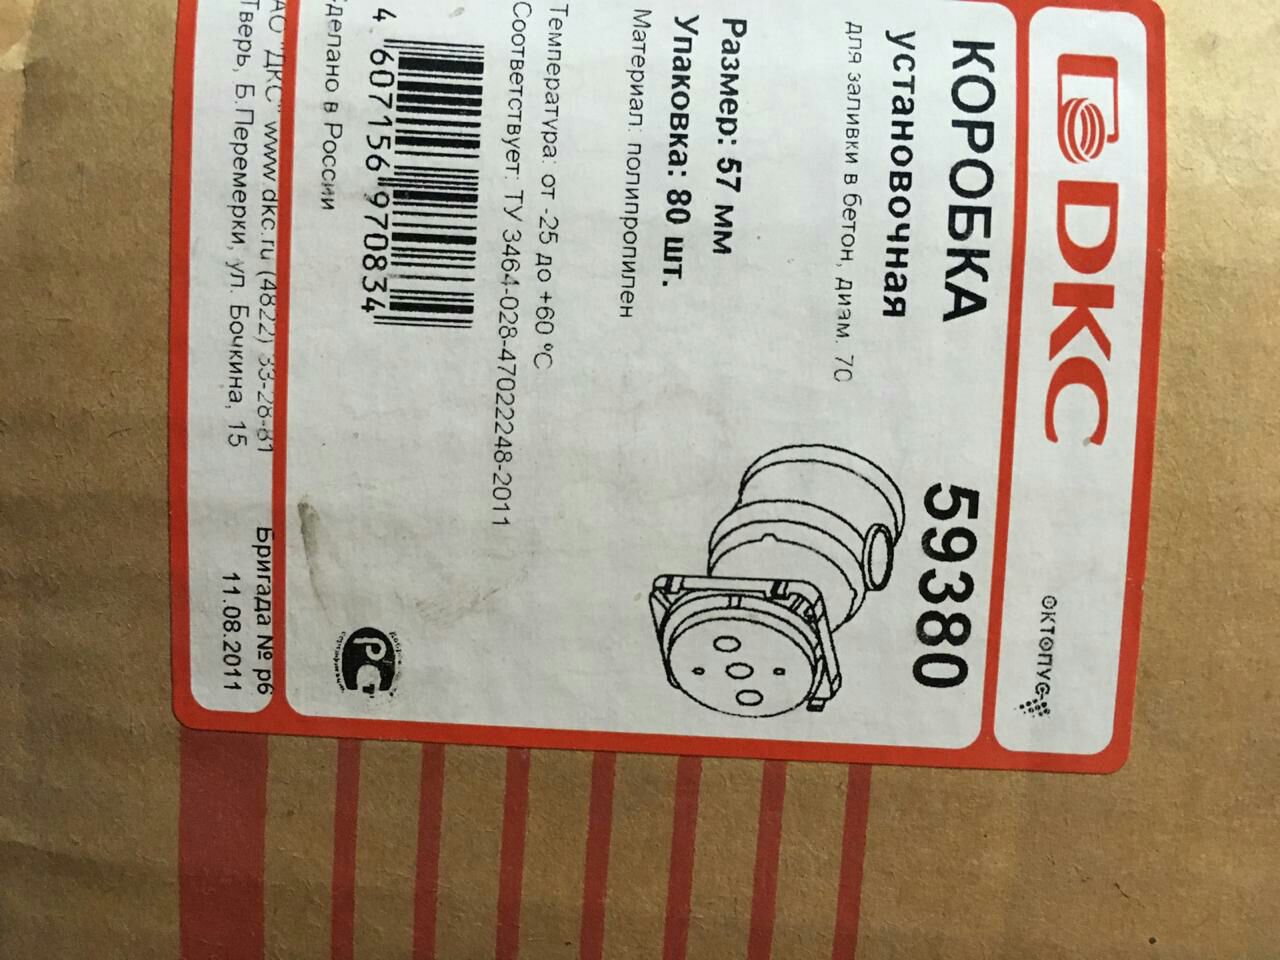 DKC
октопус
КОРОБКА
59380
установочная
для заливки в бетон, диам. 70
Размер: 57 мм
Упаковка: 80 шт.
Материал: полипропилен
Температура: от -25 до +60 °С
Соответствует: ТУ 3464-028-47022248-2011
4 607156 970834
РСт
Сделано в России
АО "ДКС" www.dkc.ru (4822) 33-28-81
Бригада № р6
Тверь, Б.Перемерки, ул. Бочкина, 15
11.08.2011